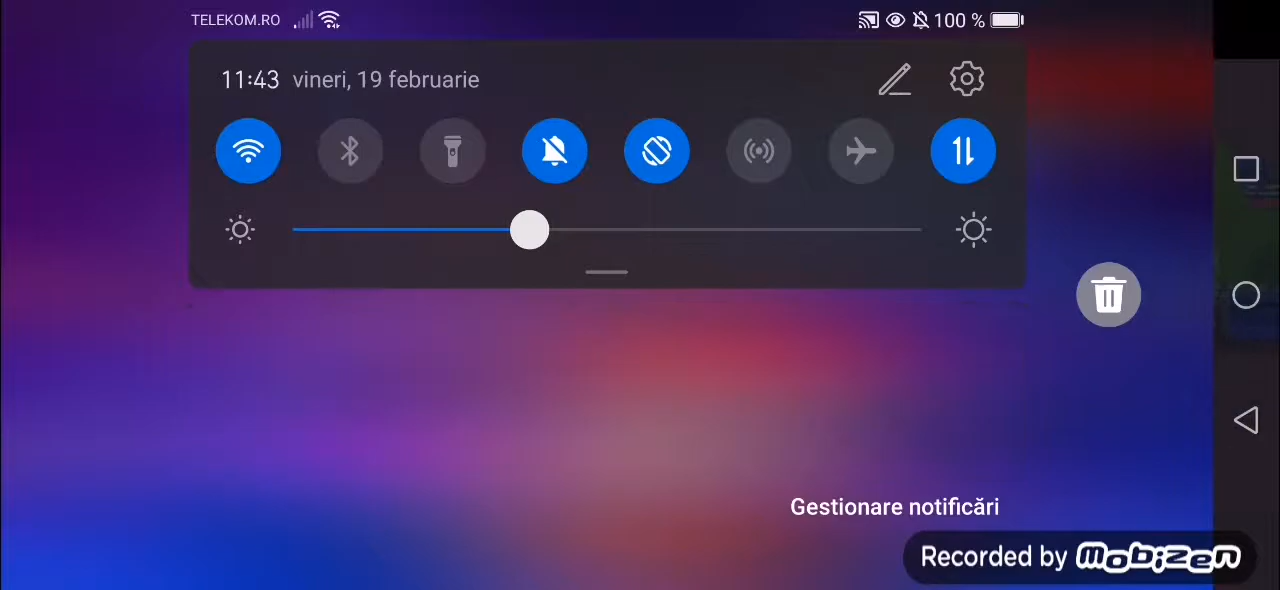 TELEKOM.RO
100 %
11:43 vineri, 19 februarie
Gestionare notificări
Recorded by Mobizen